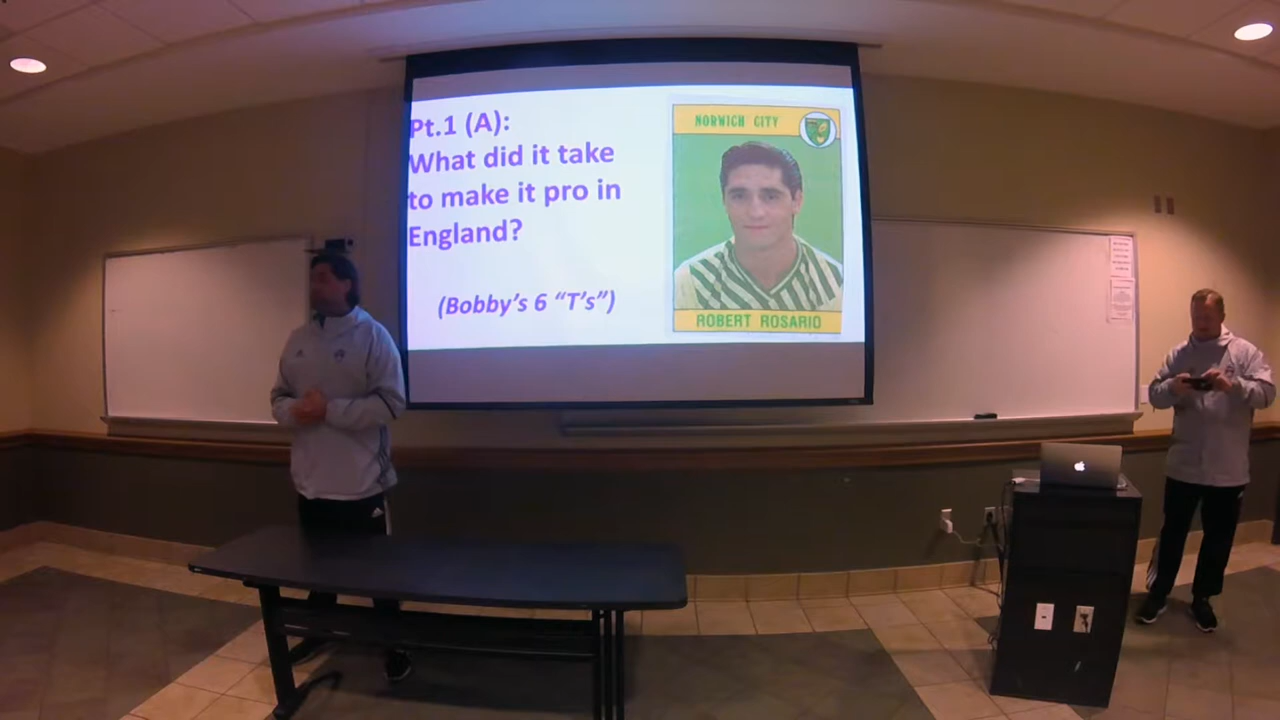 Pt.1 (A):
What did it take
to make it pro in
England?
(Bobby's 6 “T's”)
NORWICH CITY
ROBERT ROSARIO